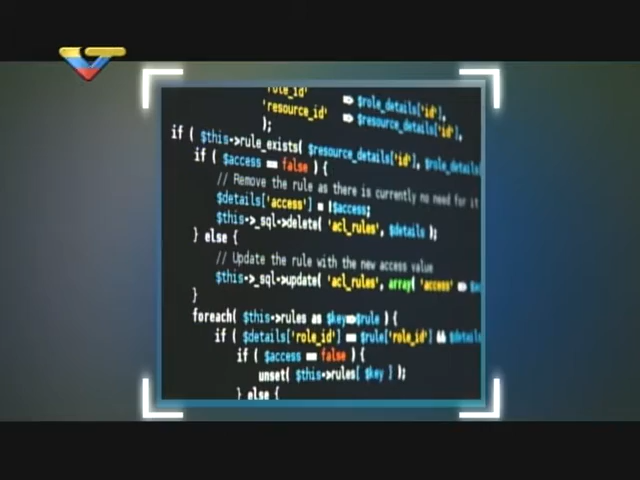 'role_id' => $role_details['id'],
'resource_id' => $resource_details['id'],
);
if ( $this->rule_exists( $resource_details['id'], $role_details
if ( $access == false ) {
// Remove the rule as there is currently no need for it
$details['access'] = !$access;
$this->_sql->delete( 'acl_rules', $details );
} else {
// Update the rule with the new access value
$this->_sql->update( 'acl_rules', array( 'access' =>
}
foreach( $this->rules as $key=>$rule ) {
if ( $details['role_id'] == $rule['role_id'] && $details
if ( $access == false ) {
unset( $this->rules[ $key ] );
} else {